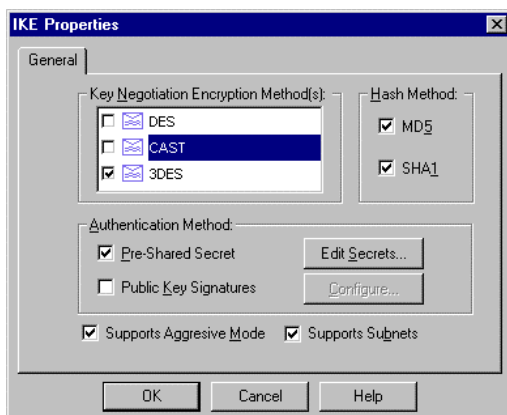 IKE Properties
General
Key Negotiation Encryption Method(s):
DES
CAST
3DES
Hash Method:
MD5
SHA1
Authentication Method:
Pre-Shared Secret
Edit Secrets...
Public Key Signatures
Configure...
Supports Aggresive Mode
Supports Subnets
OK
Cancel
Help